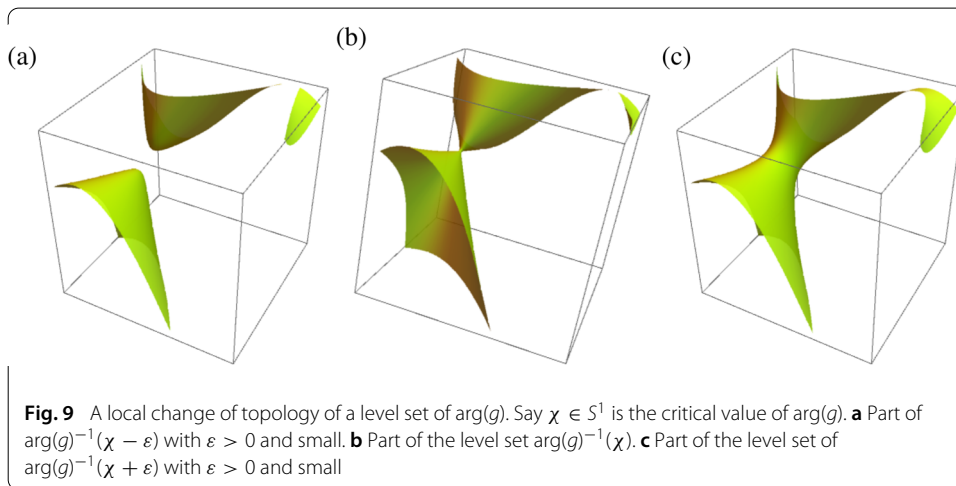 (a)
(b)
(c)
Fig. 9 A local change of topology of a level set of arg(g). Say χ ∈ S¹ is the critical value of arg(g). a Part of
arg(g)⁻¹(χ − ε) with ε > 0 and small. b Part of the level set arg(g)⁻¹(χ). c Part of the level set of
arg(g)⁻¹(χ + ε) with ε > 0 and small